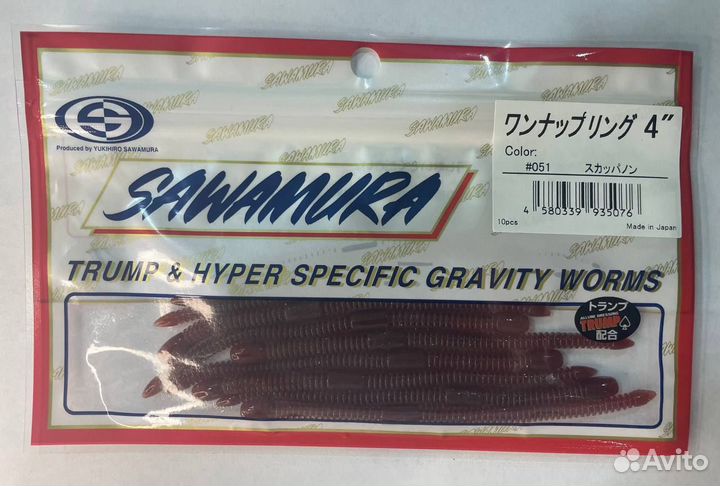 Produced by YUKIHIRO SAWAMURA
ワンナップリング 4"
Color:
#051 スカッパノン
4 580339 935076
10pcs Made in Japan
SAWAMURA
TRUMP & HYPER SPECIFIC GRAVITY WORMS
トランプ
TRUMP
配合
Avito